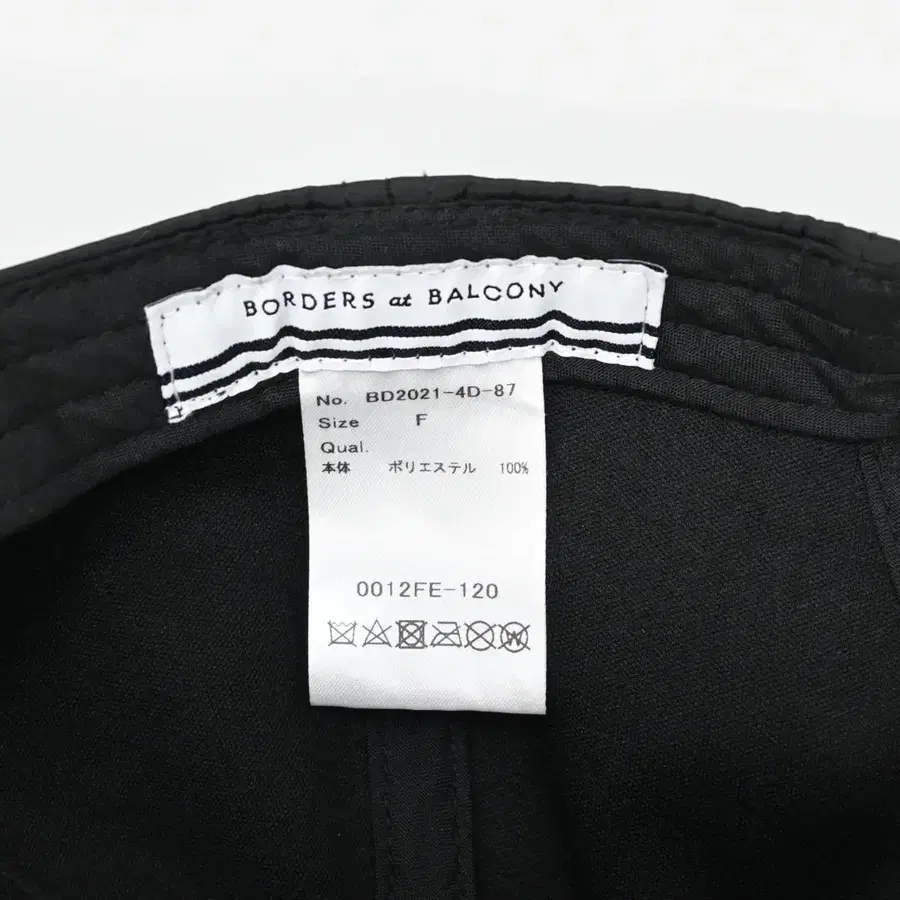 BORDERS at BALCONY
No. BD2021-4D-87
Size F
Qual.
本体 ポリエステル 100%
0012FE-120
W